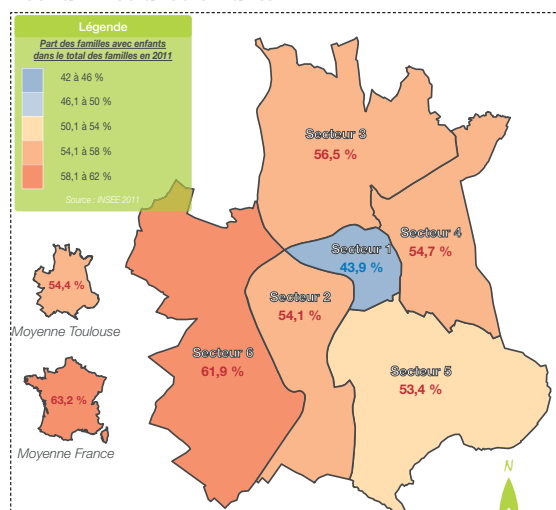 Légende
Part des familles avec enfants
dans le total des familles en 2011
42 à 46 %
46,1 à 50 %
50,1 à 54 %
54,1 à 58 %
58,1 à 62 %
Source : INSEE 2011
Secteur 3
56,5 %
Secteur 4
54,7 %
Secteur 1
43,9 %
Secteur 2
54,1 %
Secteur 6
61,9 %
Secteur 5
53,4 %
54,4 %
Moyenne Toulouse
63,2 %
Moyenne France
N